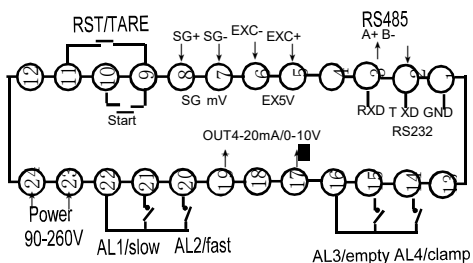 RST/TARE
RS485
SG+ SG- EXC- EXC+ A+ B-
12 11 10 9 8 7 6 5 4 3 2 1
Start SG mV EX5V RXD T XD GND
RS232
OUT4-20mA/0-10V
24 23 22 21 20 19 18 17 16 15 14 13
Power
90-260V AL1/slow AL2/fast AL3/empty AL4/clamp